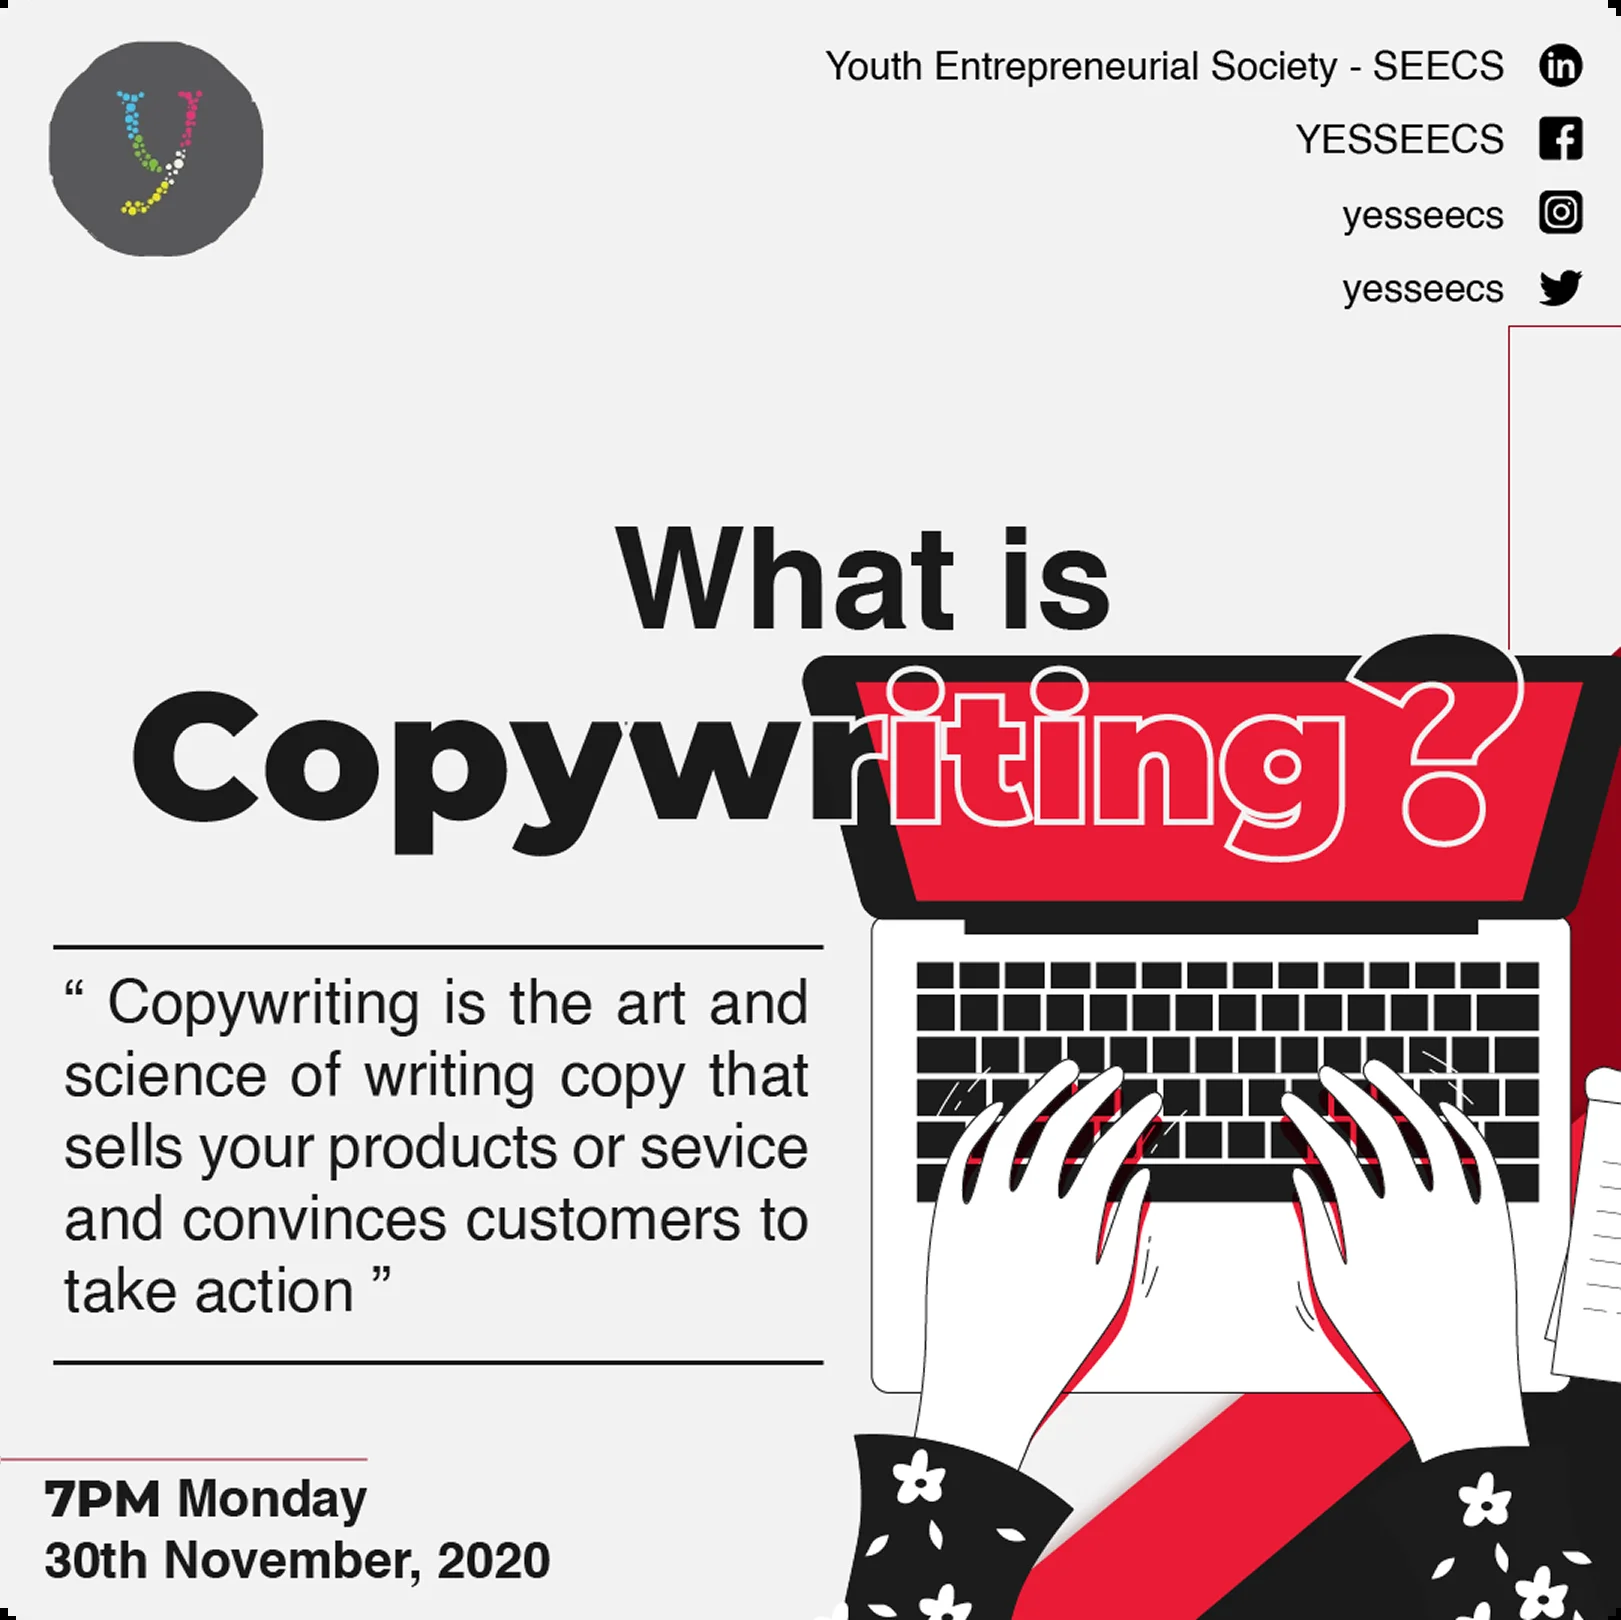 y
Youth Entrepreneurial Society - SEECS
in
YESSEECS
f
yesseecs
yesseecs
What is
Copywriting?
“ Copywriting is the art and
science of writing copy that
sells your products or sevice
and convinces customers to
take action ”
7PM Monday
30th November, 2020